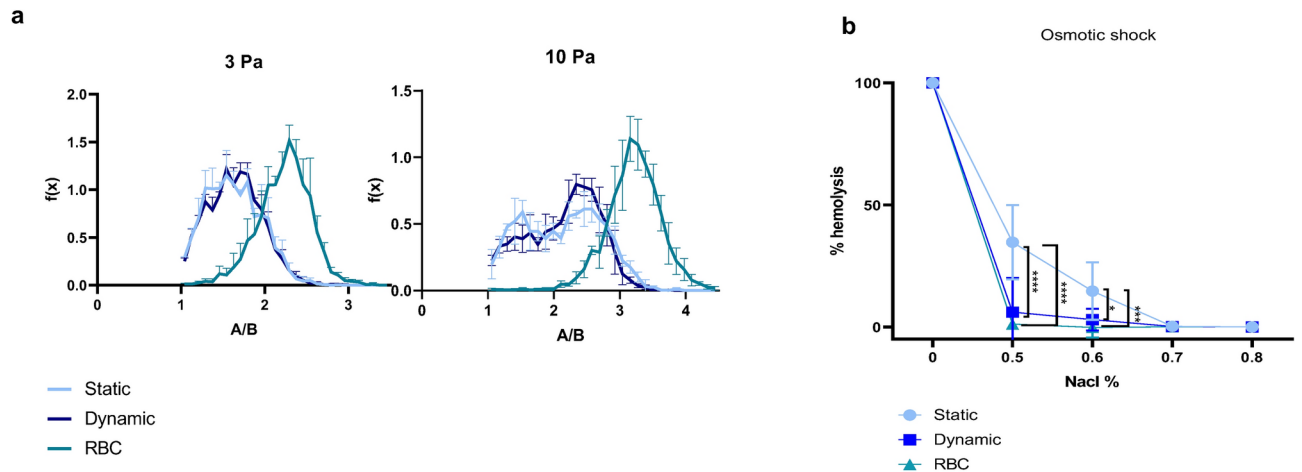 a
3 Pa
f(x)
2.0
1.5
1.0
0.5
0.0
0
1
2
3
A/B
10 Pa
f(x)
1.5
1.0
0.5
0.0
0
1
2
3
4
A/B
Static
Dynamic
RBC
b
Osmotic shock
% hemolysis
100
50
0
****
****
*
***
0
0.5
0.6
0.7
0.8
Nacl %
Static
Dynamic
RBC